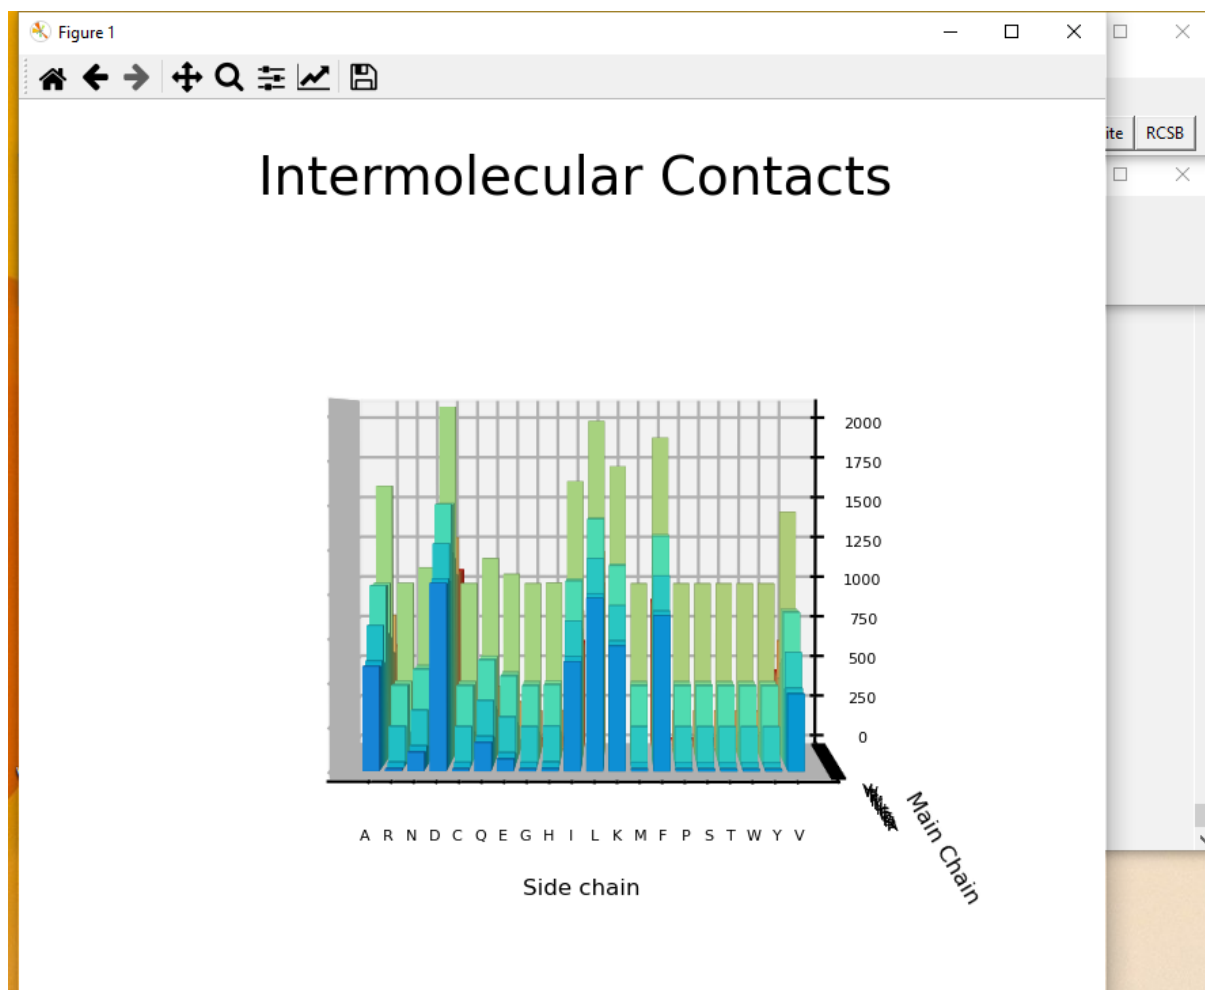 Figure 1
ite RCSB
Intermolecular Contacts
2000
1750
1500
1250
1000
750
500
250
0
A R N D C Q E G H I L K M F P S T W Y V
Main Chain
Side chain